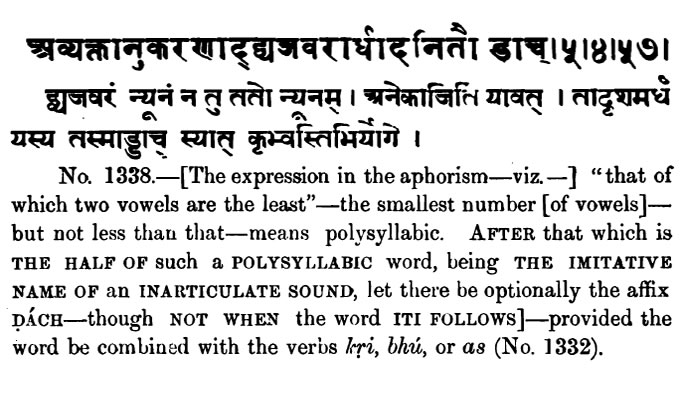 अव्यक्तानुकरणाद्द्व्यजवरार्धादनितौ डाच्।५।४।५७।
द्व्यजवरं न्यूनं न तु ततो न्यूनम्। अनेकाजिति यावत् । तादृशमर्धं
यस्य तस्माड्डाच् स्यात् कृभ्वस्तिभिर्योगे ।
No. 1338.—[The expression in the aphorism—viz.—] “that of
which two vowels are the least”—the smallest number [of vowels]—
but not less than that—means polysyllabic. AFTER that which is
THE HALF OF such a POLYSYLLABIC word, being THE IMITATIVE
NAME OF an INARTICULATE SOUND, let there be optionally the affix
ḌÁCH—though NOT WHEN the word ITI FOLLOWS]—provided the
word be combined with the verbs kṛi, bhú, or as (No. 1332).